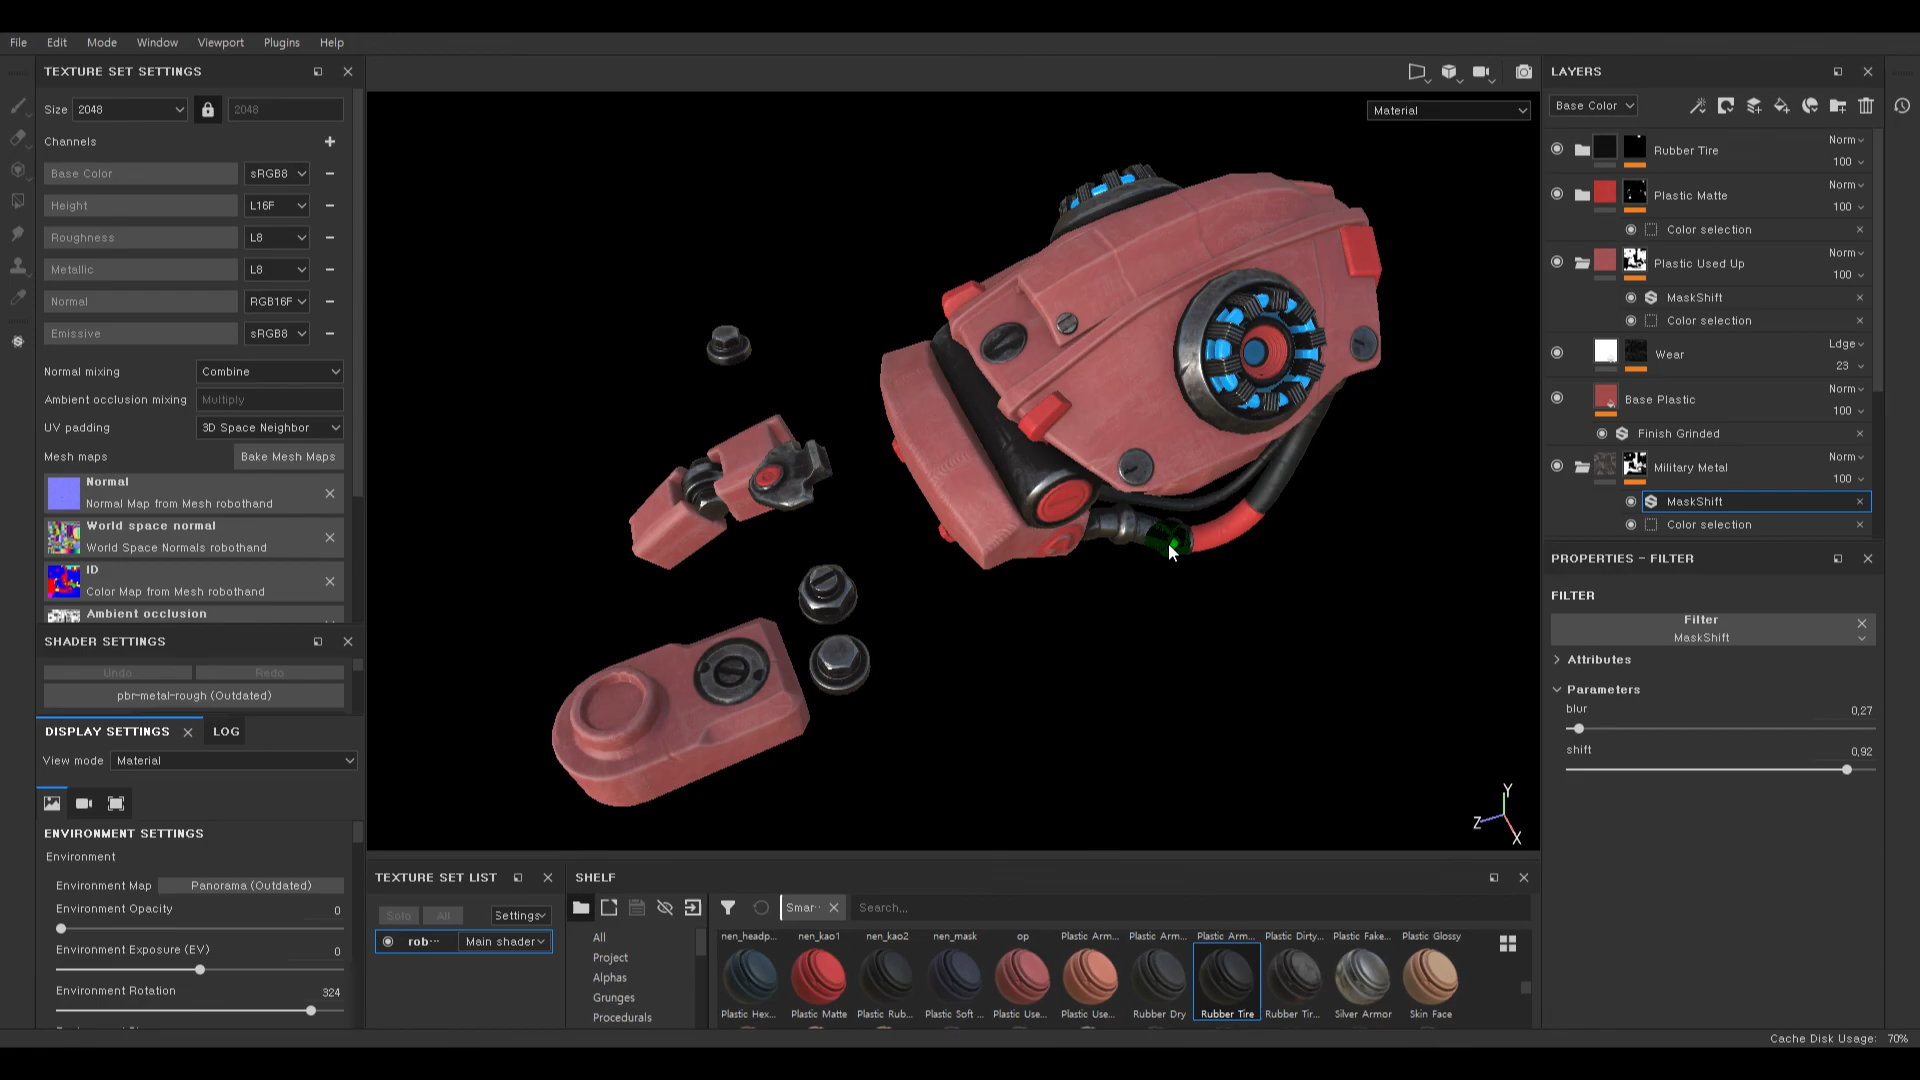 File Edit Mode Window Viewport Plugins Help
TEXTURE SET SETTINGS
Size 2048 2048
Channels
Base Color sRGB8
Height L16F
Roughness L8
Metallic L8
Normal RGB16F
Emissive sRGB8
Normal mixing Combine
Ambient occlusion mixing Multiply
UV padding 3D Space Neighbor
Mesh maps Bake Mesh Maps
Normal
Normal Map from Mesh robothand
World space normal
World Space Normals robothand
ID
Color Map from Mesh robothand
Ambient occlusion
SHADER SETTINGS
Undo Redo
pbr-metal-rough (Outdated)
DISPLAY SETTINGS LOG
View mode Material
ENVIRONMENT SETTINGS
Environment
Environment Map Panorama (Outdated)
Environment Opacity 0
Environment Exposure (EV) 0
Environment Rotation 324
Material
Y
Z
X
TEXTURE SET LIST
Solo All Settings
rob··· Main shader
SHELF
Smar·· Search...
All
Project
Alphas
Grunges
Procedurals
nen_headp... nen_kao1 nen_kao2 nen_mask op Plastic Arm... Plastic Arm... Plastic Arm... Plastic Dirty... Plastic Fake... Plastic Glossy
Plastic Hex... Plastic Matte Plastic Rub... Plastic Soft ... Plastic Use... Plastic Use... Rubber Dry Rubber Tire Rubber Tir... Silver Armor Skin Face
LAYERS
Base Color
Rubber Tire Norm
100
Plastic Matte Norm
100
Color selection
Plastic Used Up Norm
100
MaskShift
Color selection
Wear Ldge
23
Base Plastic Norm
100
Finish Grinded
Military Metal Norm
100
MaskShift
Color selection
PROPERTIES - FILTER
FILTER
Filter
MaskShift
Attributes
Parameters
blur 0,27
shift 0,92
Cache Disk Usage: 70%